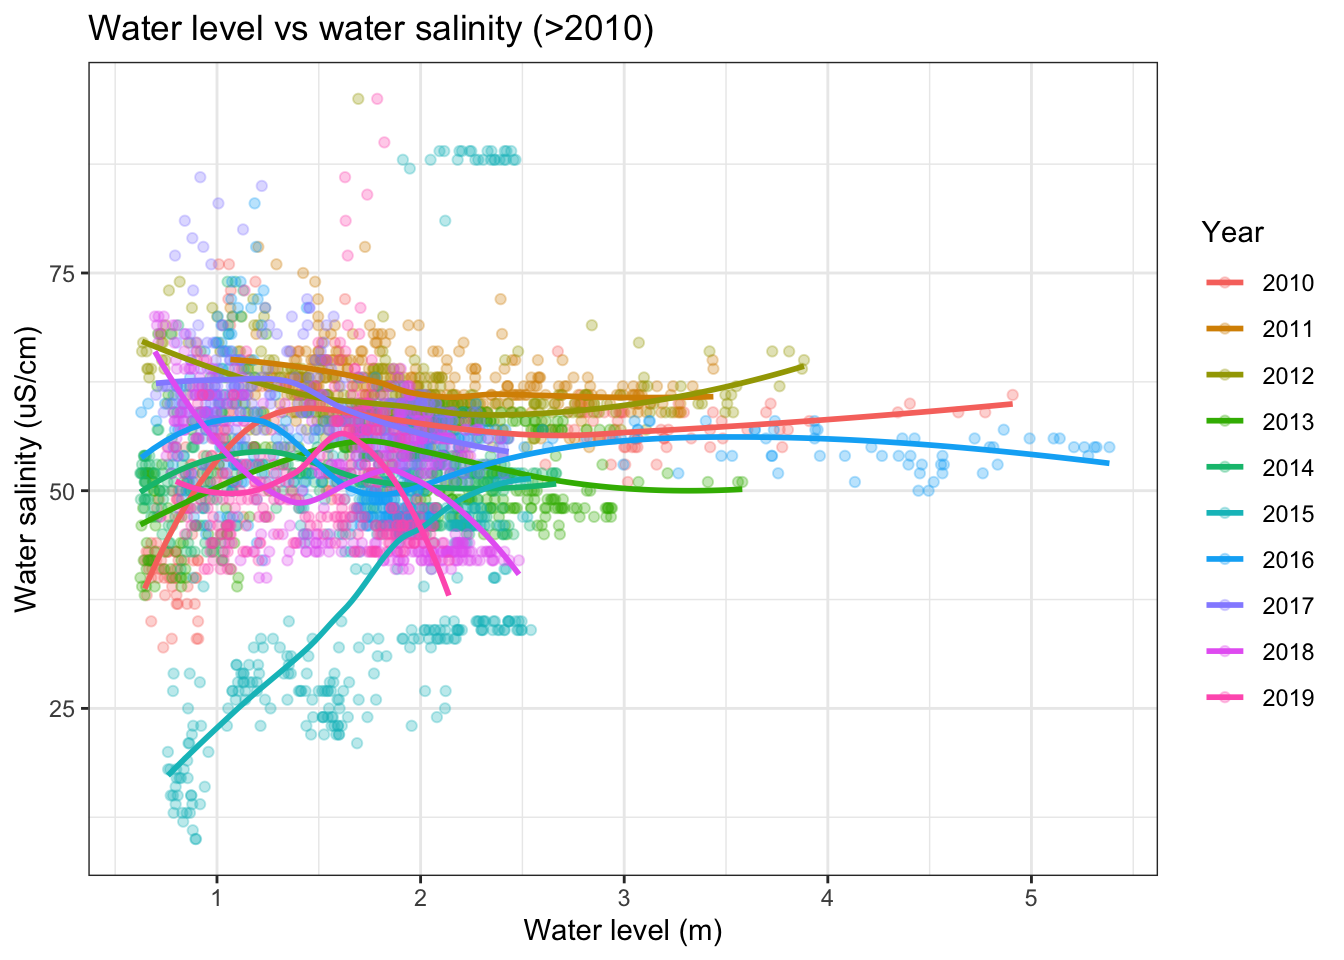 Water level vs water salinity (>2010)
Water salinity (uS/cm)
75
50
25
1 2 3 4 5
Water level (m)
Year
2010
2011
2012
2013
2014
2015
2016
2017
2018
2019